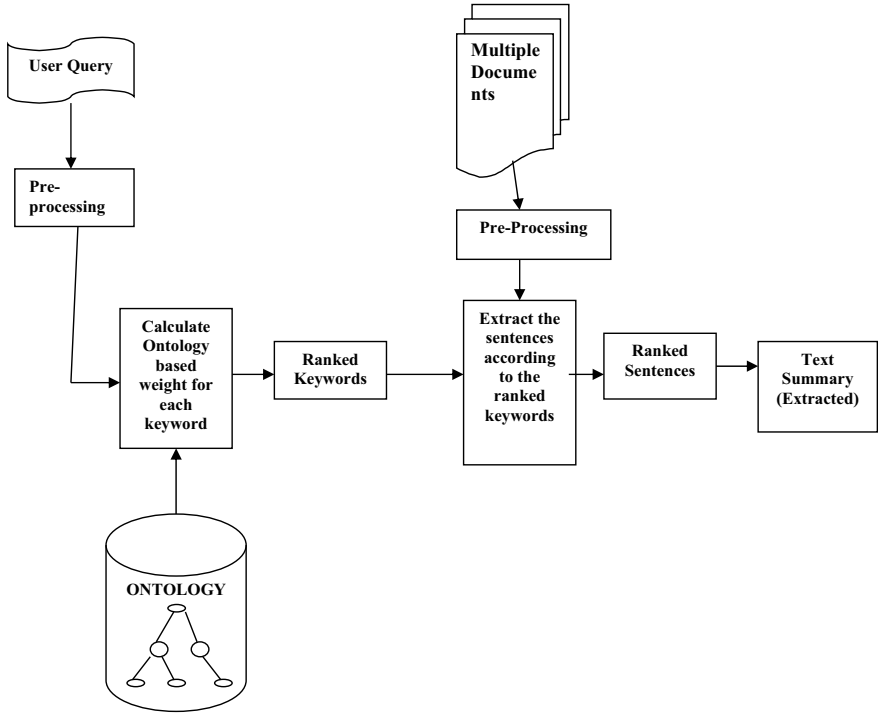 User Query
Pre-
processing
Multiple
Docume
nts
Pre-Processing
Calculate
Ontology
based
weight for
each
keyword
Ranked
Keywords
Extract the
sentences
according
to the
ranked
keywords
Ranked
Sentences
Text
Summary
(Extracted)
ONTOLOGY